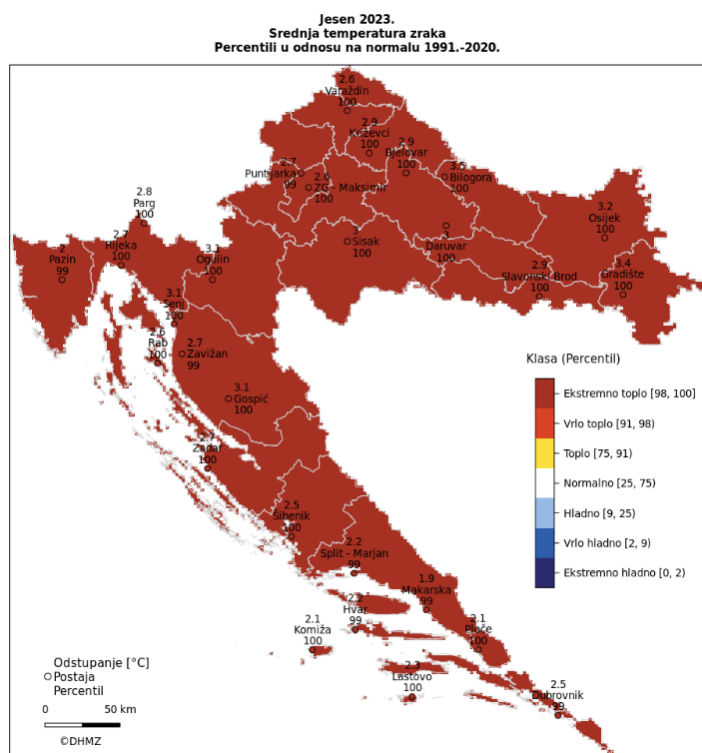 Jesen 2023.
Srednja temperatura zraka
Percentili u odnosu na normalu 1991.-2020.
2.6
Varaždin
100
2.9
Križevci
100
2.9
Bjelovar
100
3.5
Bilogora
100
2.7
Puntijarka
99
2.6
ZG - Maksimir
100
2.8
Parg
100
3.2
Osijek
100
2.7
Rijeka
100
2
Pazin
99
3.1
Ogulin
100
3
Sisak
100
3
Daruvar
100
2.9
Slavonski Brod
100
3.4
Gradište
100
3.1
Senj
100
2.6
Rab
100
2.7
Zavižan
99
3.1
Gospić
100
2.7
Zadar
100
2.5
Šibenik
100
2.2
Split - Marjan
99
1.9
Makarska
99
2.2
Hvar
99
2.1
Komiža
100
2.1
Ploče
100
2.3
Lastovo
100
2.5
Dubrovnik
99
Klasa (Percentil)
Ekstremno toplo [98, 100]
Vrlo toplo [91, 98)
Toplo [75, 91)
Normalno [25, 75)
Hladno [9, 25)
Vrlo hladno [2, 9)
Ekstremno hladno [0, 2)
Odstupanje [°C]
Postaja
Percentil
0 50 km
©DHMZ